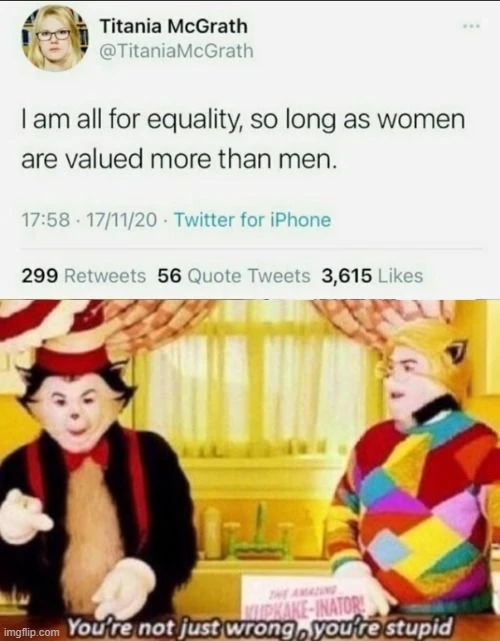 Titania McGrath
@TitaniaMcGrath
I am all for equality, so long as women
are valued more than men.
17:58 · 17/11/20 · Twitter for iPhone
299 Retweets 56 Quote Tweets 3,615 Likes
THE AMAZING
KUPKAKE-INATOR!
You're not just wrong, you're stupid
imgflip.com